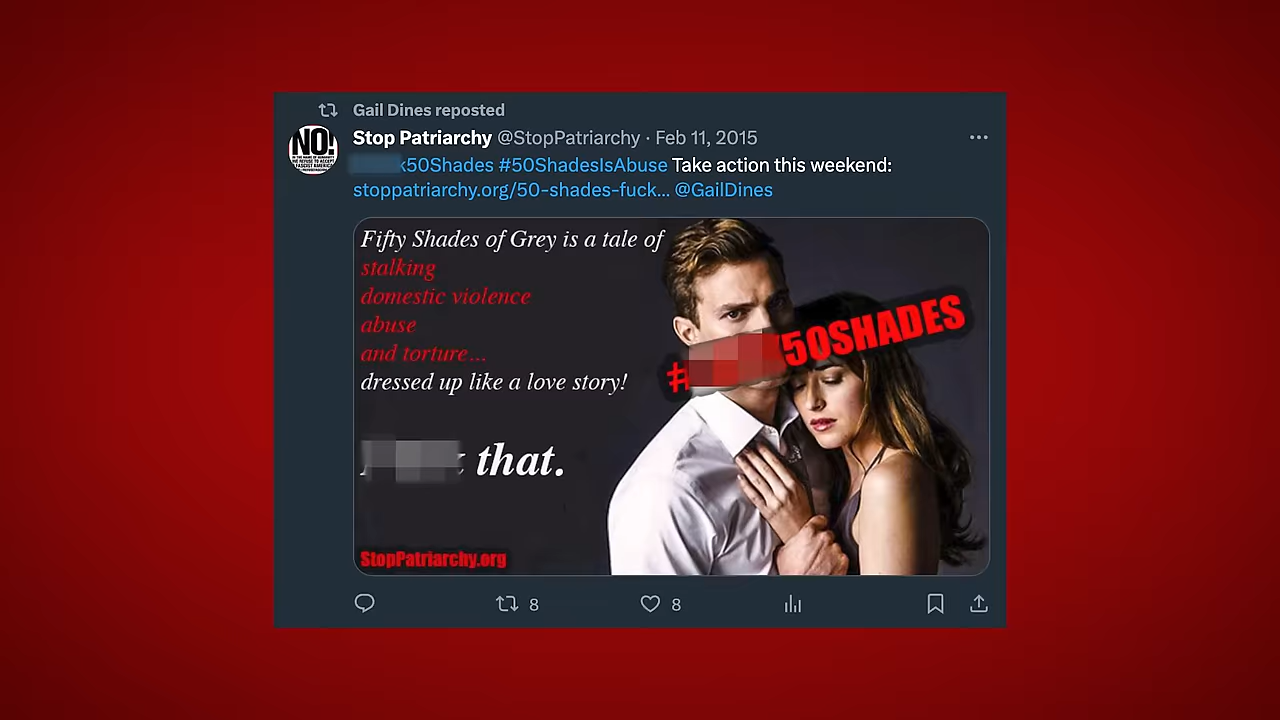 Gail Dines reposted
Stop Patriarchy @StopPatriarchy · Feb 11, 2015
50Shades #50ShadesIsAbuse Take action this weekend:
stoppatriarchy.org/50-shades-fuck... @GailDines
NO!
Fifty Shades of Grey is a tale of
stalking
domestic violence
abuse
and torture...
dressed up like a love story!
# 50SHADES
that.
StopPatriarchy.org
8 8